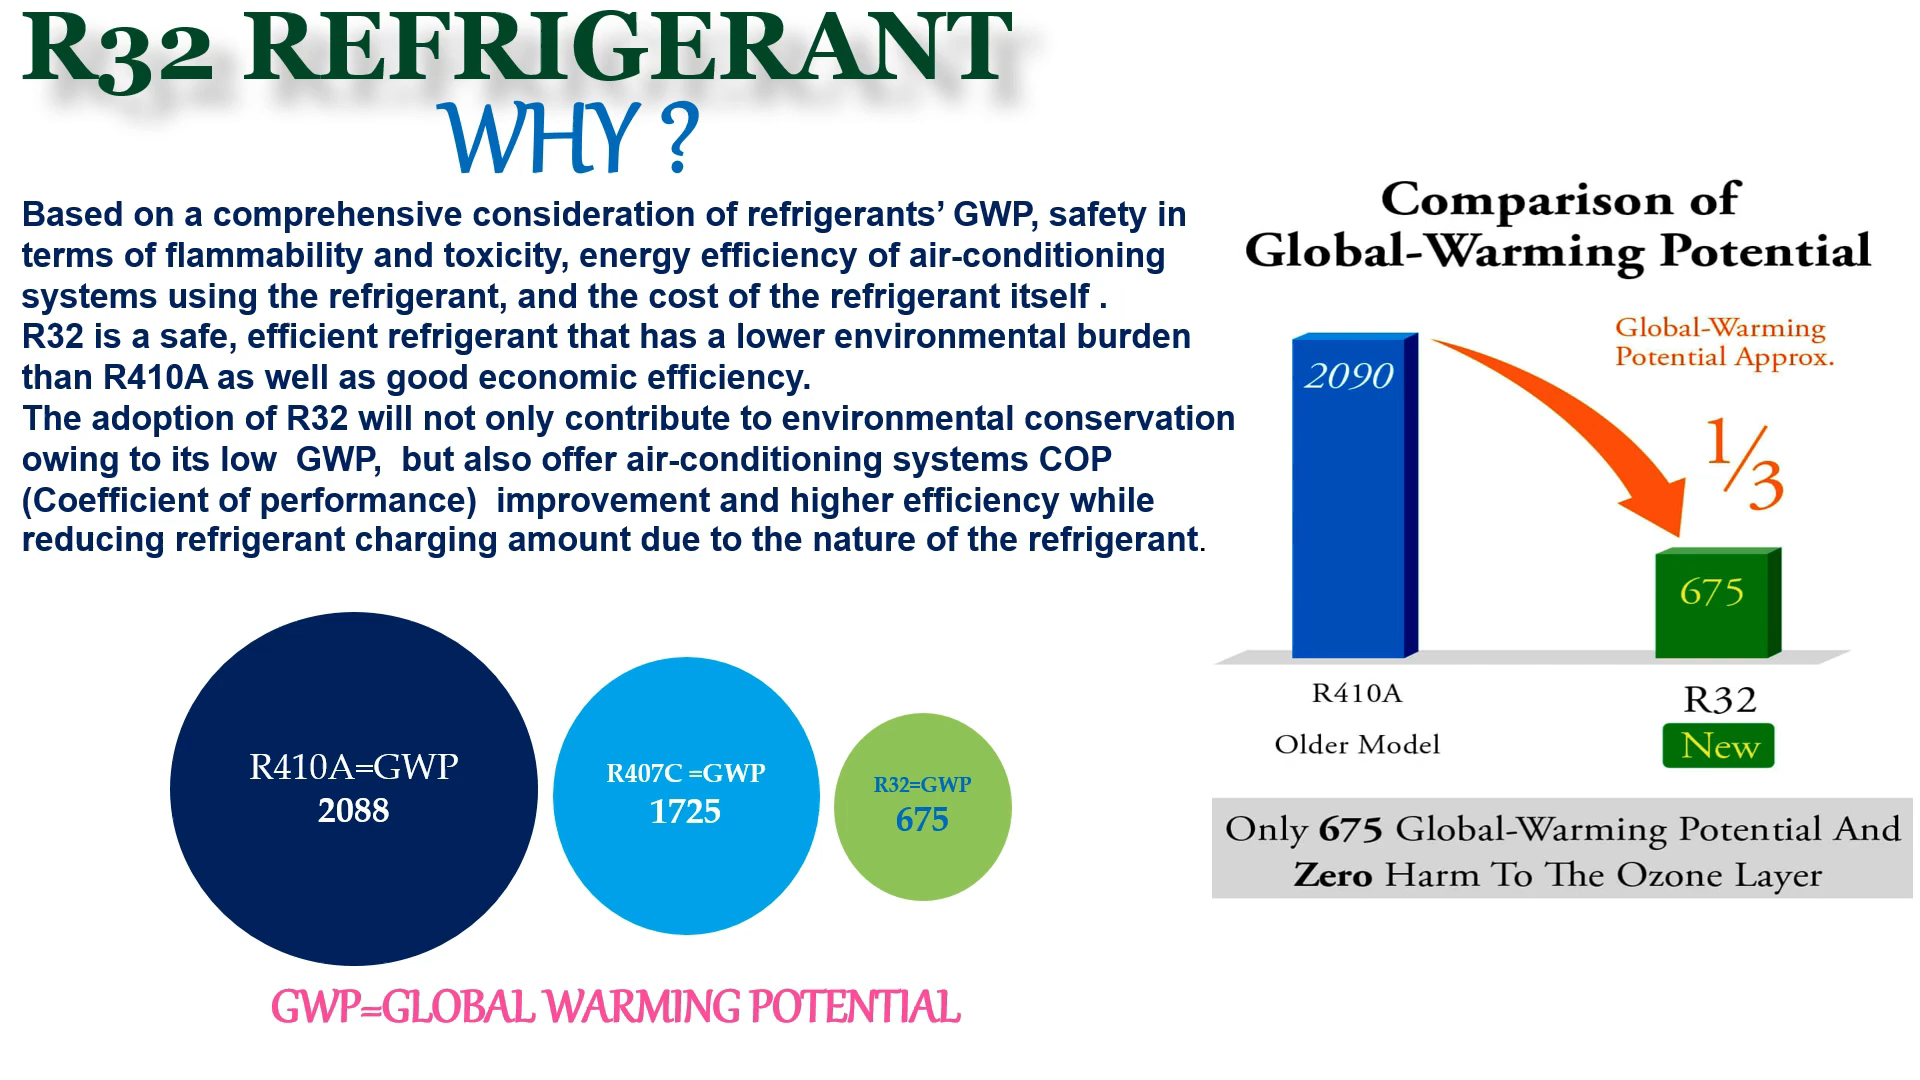 R32 REFRIGERANT
WHY ?
Based on a comprehensive consideration of refrigerants’ GWP, safety in
terms of flammability and toxicity, energy efficiency of air-conditioning
systems using the refrigerant, and the cost of the refrigerant itself .
R32 is a safe, efficient refrigerant that has a lower environmental burden
than R410A as well as good economic efficiency.
The adoption of R32 will not only contribute to environmental conservation
owing to its low  GWP,  but also offer air-conditioning systems COP
(Coefficient of performance)  improvement and higher efficiency while
reducing refrigerant charging amount due to the nature of the refrigerant.
R410A=GWP
2088
R407C =GWP
1725
R32=GWP
675
GWP=GLOBAL WARMING POTENTIAL
Comparison of
Global-Warming Potential
Global-Warming
Potential Approx.
1/3
2090
675
R410A
Older Model
R32
New
Only 675 Global-Warming Potential And
Zero Harm To The Ozone Layer